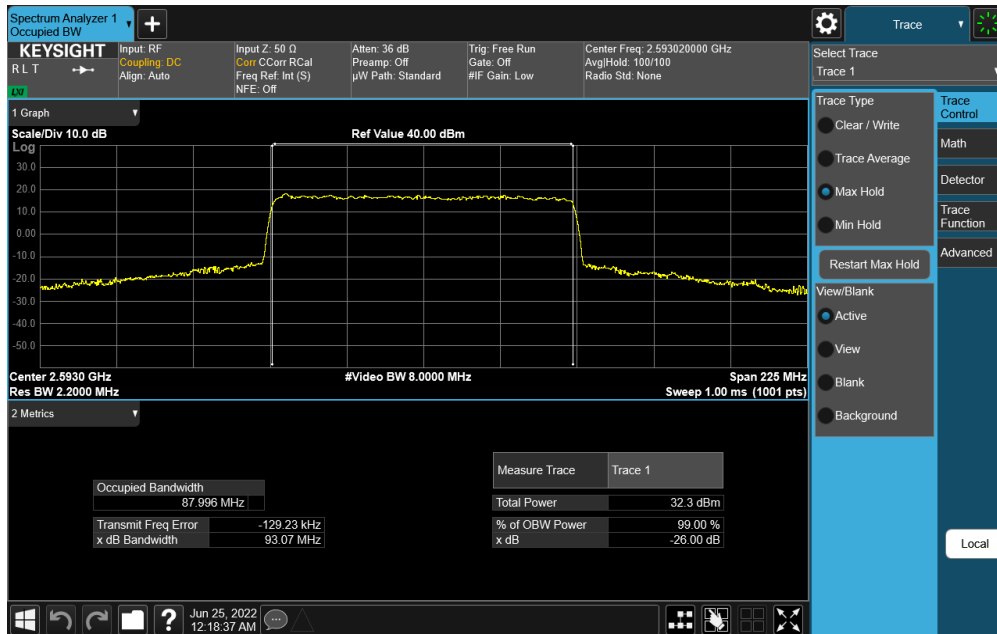 Spectrum Analyzer 1
Occupied BW
Trace
KEYSIGHT
RLT
LXI
Input: RF
Coupling: DC
Align: Auto
Input Z: 50 Ω
Corr CCorr RCal
Freq Ref: Int (S)
NFE: Off
Atten: 36 dB
Preamp: Off
µW Path: Standard
Trig: Free Run
Gate: Off
#IF Gain: Low
Center Freq: 2.593020000 GHz
Avg|Hold: 100/100
Radio Std: None
Select Trace
Trace 1
1 Graph
Scale/Div 10.0 dB
Ref Value 40.00 dBm
Log
30.0
20.0
10.0
0.00
-10.0
-20.0
-30.0
-40.0
-50.0
Center 2.5930 GHz
#Video BW 8.0000 MHz
Span 225 MHz
Res BW 2.2000 MHz
Sweep 1.00 ms (1001 pts)
Trace Type
Clear / Write
Trace Average
Max Hold
Min Hold
Restart Max Hold
View/Blank
Active
View
Blank
Background
Trace
Control
Math
Detector
Trace
Function
Advanced
Local
2 Metrics
Occupied Bandwidth
87.996 MHz
Transmit Freq Error -129.23 kHz
x dB Bandwidth 93.07 MHz
Measure Trace Trace 1
Total Power 32.3 dBm
% of OBW Power 99.00 %
x dB -26.00 dB
?
Jun 25, 2022
12:18:37 AM